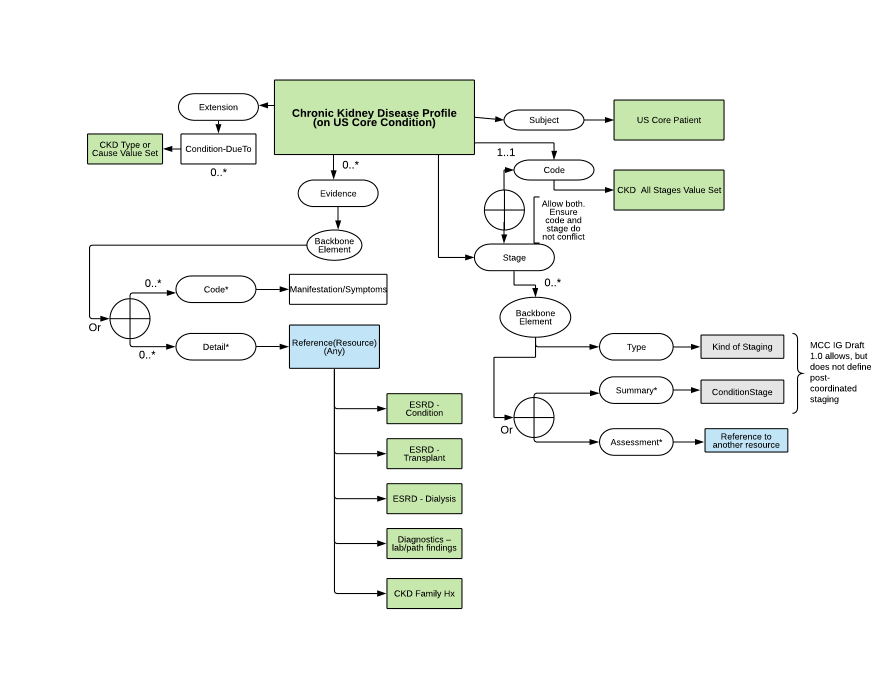 Chronic Kidney Disease Profile
(on US Core Condition)
Extension
Subject
US Core Patient
CKD Type or
Cause Value Set
Condition-DueTo
0..*
0..*
1..1
Code
CKD  All Stages Value Set
Evidence
Allow both.
Ensure
code and
stage do
not conflict
Backbone
Element
Stage
0..*
Code*
Manifestation/Symptoms
0..*
Backbone
Element
Or
0..*
Detail*
Reference(Resource)
(Any)
Type
Kind of Staging
MCC IG Draft
1.0 allows, but
does not define
post-
coordinated
staging
Summary*
ConditionStage
Or
Assessment*
Reference to
another resource
ESRD -
Condition
ESRD -
Transplant
ESRD - Dialysis
Diagnostics –
lab/path findings
CKD Family Hx